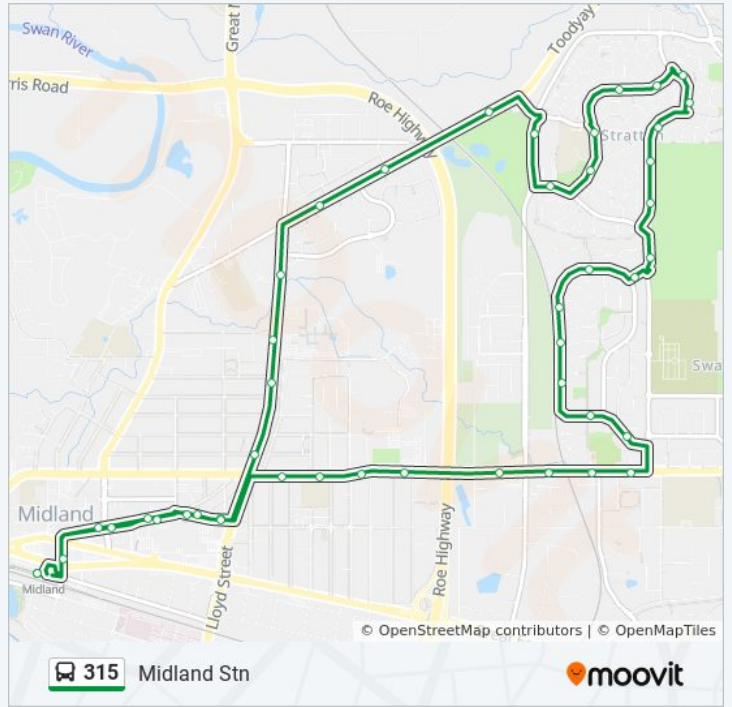 Swan River
Great
Toodyay
ris Road
Roe Highway
Stratton
Swa
Midland
Lloyd Street
Roe Highway
Midland
© OpenStreetMap contributors | © OpenMapTiles
315 Midland Stn
moovit